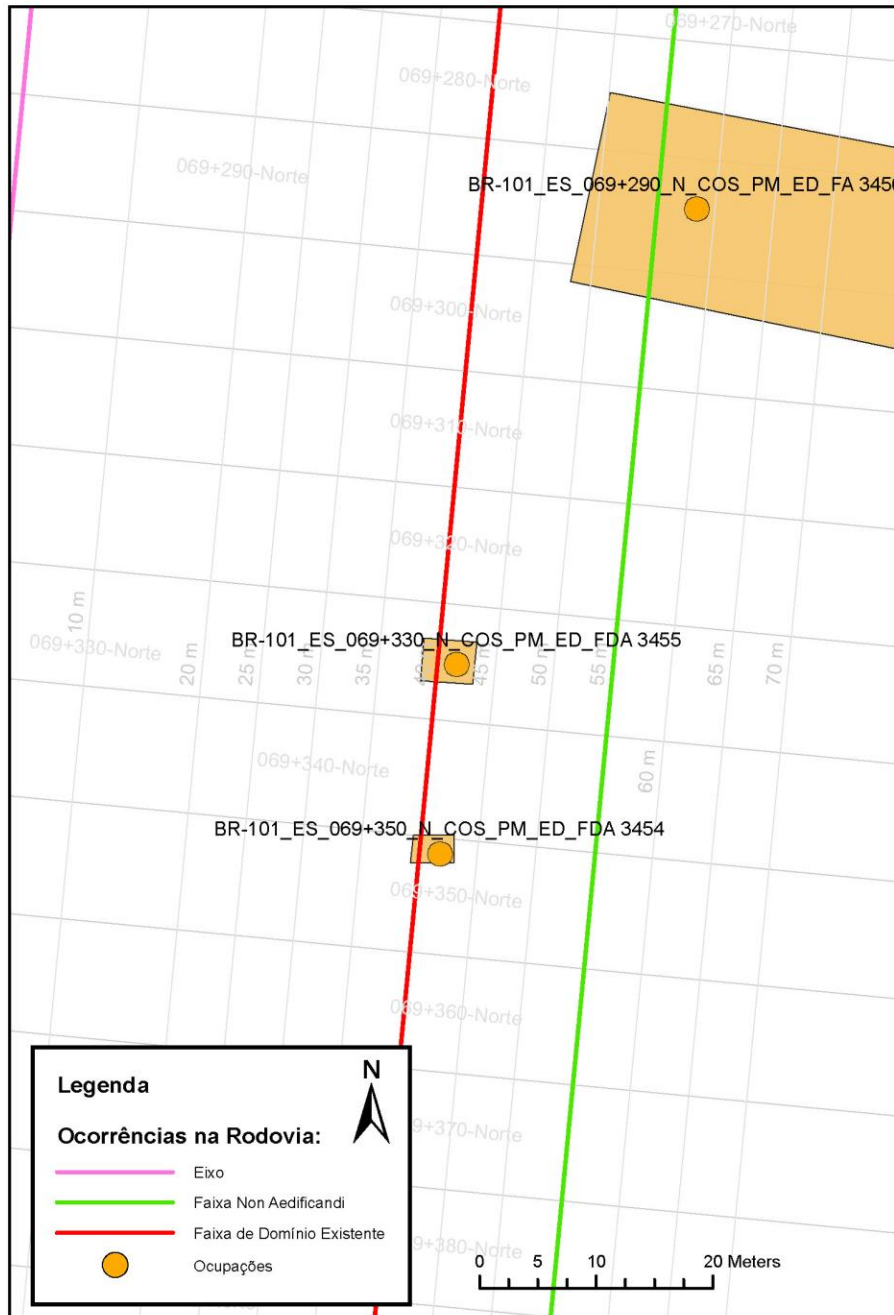 069+270-Norte
069+280-Norte
069+290-Norte
BR-101_ES_069+290_N_COS_PM_ED_FA 3456
069+300-Norte
069+310-Norte
069+320-Norte
10 m
069+330-Norte
BR-101_ES_069+330_N_COS_PM_ED_FDA 3455
20 m
25 m
30 m
35 m
40 m
45 m
50 m
55 m
65 m
70 m
069+340-Norte
60 m
BR-101_ES_069+350_N_COS_PM_ED_FDA 3454
069+350-Norte
069+360-Norte
069+370-Norte
069+380-Norte
Legenda
N
Ocorrências na Rodovia:
Eixo
Faixa Non Aedificandi
Faixa de Domínio Existente
Ocupações
0 5 10 20 Meters